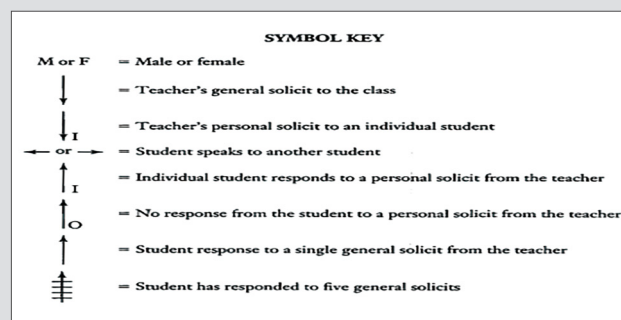 SYMBOL KEY
M or F = Male or female
= Teacher's general solicit to the class
I = Teacher's personal solicit to an individual student
or = Student speaks to another student
I = Individual student responds to a personal solicit from the teacher
O = No response from the student to a personal solicit from the teacher
= Student response to a single general solicit from the teacher
= Student has responded to five general solicits